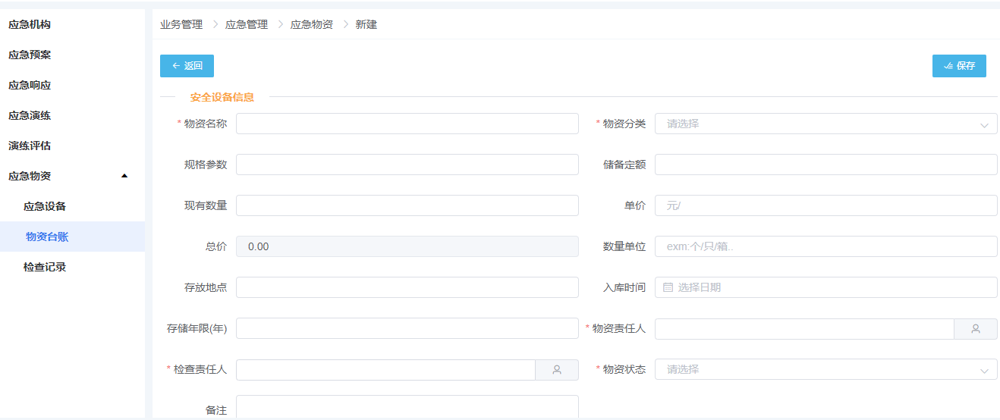 应急机构
应急预案
应急响应
应急演练
演练评估
应急物资
应急设备
物资台账
检查记录
业务管理 > 应急管理 > 应急物资 > 新建
返回 保存
安全设备信息
* 物资名称 * 物资分类 请选择
规格参数 储备定额
现有数量 单价 元/
总价 0.00 数量单位 exm:个/只/箱..
存放地点 入库时间 选择日期
存储年限(年) * 物资责任人
* 检查责任人 * 物资状态 请选择
备注